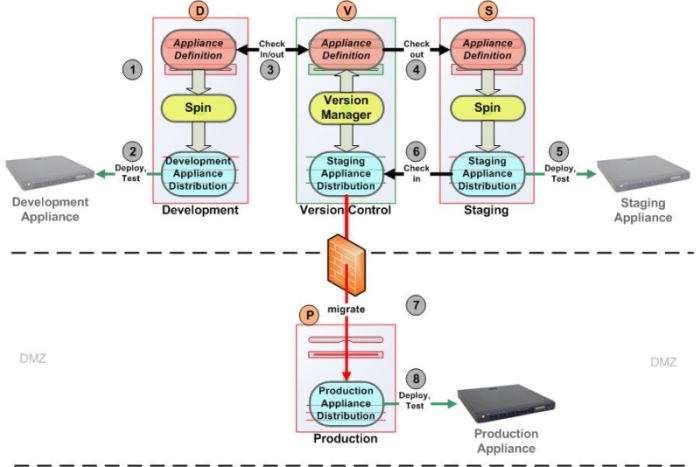 D
V
S
Appliance
Definition
Check
In/out
Appliance
Definition
Check
out
Appliance
Definition
1
3
4
Spin
Version
Manager
Spin
2
Deploy,
Test
Development
Appliance
Distribution
Staging
Appliance
Distribution
6
Check
in
Staging
Appliance
Distribution
5
Deploy,
Test
Development
Appliance
Development
Version Control
Staging
Staging
Appliance
7
migrate
P
DMZ
DMZ
8
Production
Appliance
Distribution
Deploy,
Test
Production
Production
Appliance